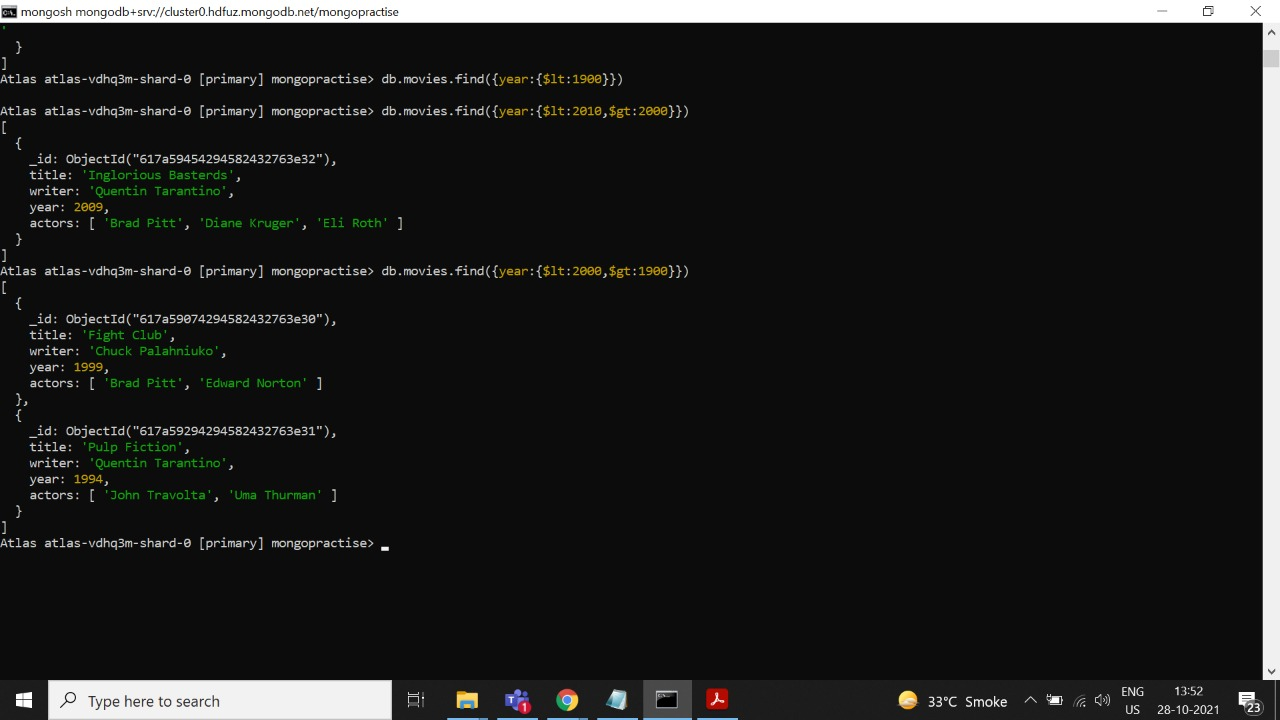 mongosh mongodb+srv://cluster0.hdfuz.mongodb.net/mongopractise
'
}
]
Atlas atlas-vdhq3m-shard-0 [primary] mongopractise> db.movies.find({year:{$lt:1900}})
Atlas atlas-vdhq3m-shard-0 [primary] mongopractise> db.movies.find({year:{$lt:2010,$gt:2000}})
[
{
_id: ObjectId("617a59454294582432763e32"),
title: 'Inglorious Basterds',
writer: 'Quentin Tarantino',
year: 2009,
actors: [ 'Brad Pitt', 'Diane Kruger', 'Eli Roth' ]
}
]
Atlas atlas-vdhq3m-shard-0 [primary] mongopractise> db.movies.find({year:{$lt:2000,$gt:1900}})
[
{
_id: ObjectId("617a59074294582432763e30"),
title: 'Fight Club',
writer: 'Chuck Palahniuko',
year: 1999,
actors: [ 'Brad Pitt', 'Edward Norton' ]
},
{
_id: ObjectId("617a59294294582432763e31"),
title: 'Pulp Fiction',
writer: 'Quentin Tarantino',
year: 1994,
actors: [ 'John Travolta', 'Uma Thurman' ]
}
]
Atlas atlas-vdhq3m-shard-0 [primary] mongopractise>
Type here to search
1
33°C Smoke
ENG
US
13:52
28-10-2021
23